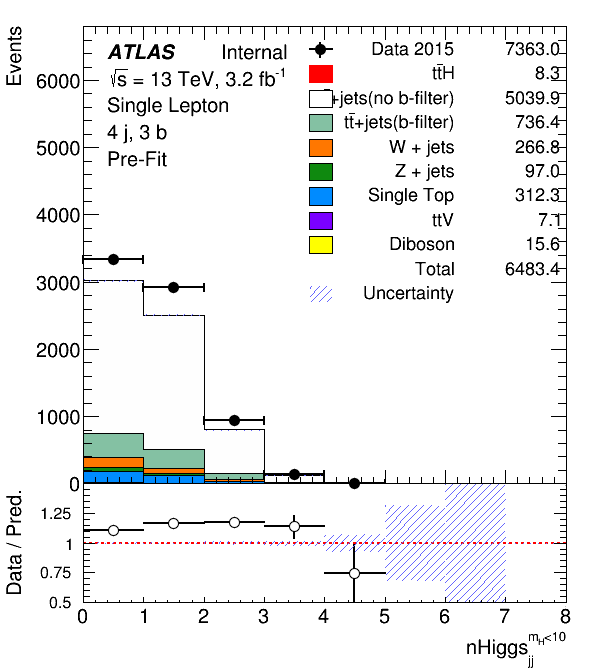 Events
ATLAS Internal
√s = 13 TeV, 3.2 fb⁻¹
Single Lepton
4 j, 3 b
Pre-Fit
Data 2015 7363.0
tt̄H 8.3
+jets(no b-filter) 5039.9
tt̄+jets(b-filter) 736.4
W + jets 266.8
Z + jets 97.0
Single Top 312.3
ttV 7.1
Diboson 15.6
Total 6483.4
Uncertainty
6000
5000
4000
3000
2000
1000
0
Data / Pred.
1.25
1
0.75
0.5
0 1 2 3 4 5 6 7 8
nHiggs_jj^{m_H<10}